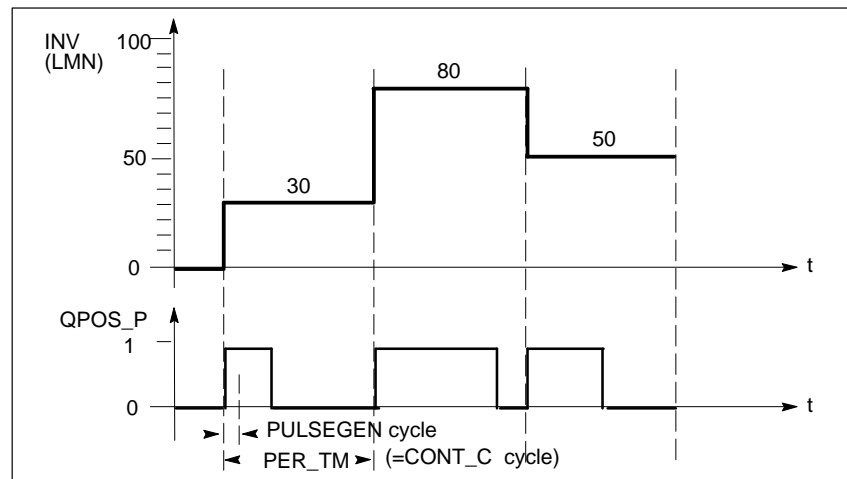 INV
(LMN)
100
50
0
30
80
50
t
QPOS_P
1
0
t
PULSEGEN cycle
PER_TM
(=CONT_C cycle)